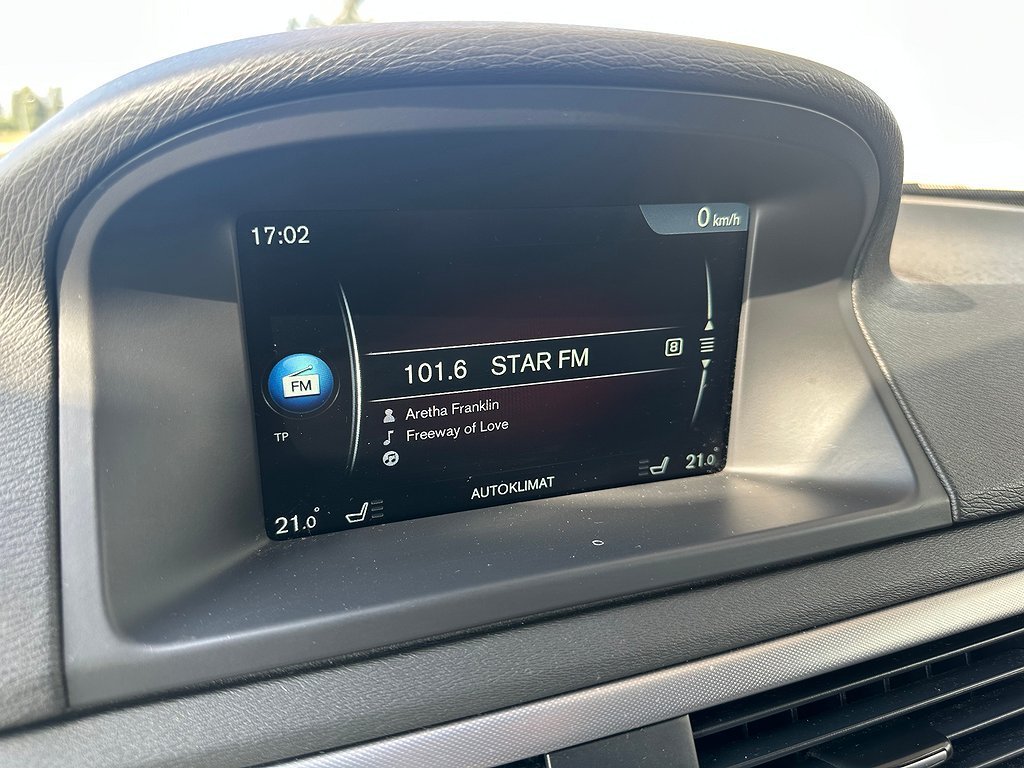 17:02
0 km/h
FM
101.6 STAR FM 8
Aretha Franklin
Freeway of Love
TP
AUTOKLIMAT
21.0°
21.0°